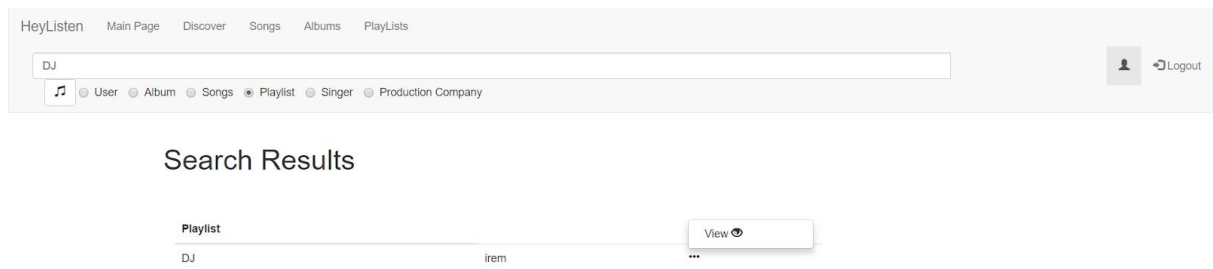 HeyListen Main Page Discover Songs Albums PlayLists
DJ
Logout
User Album Songs Playlist Singer Production Company
Search Results
Playlist
View
DJ irem ...